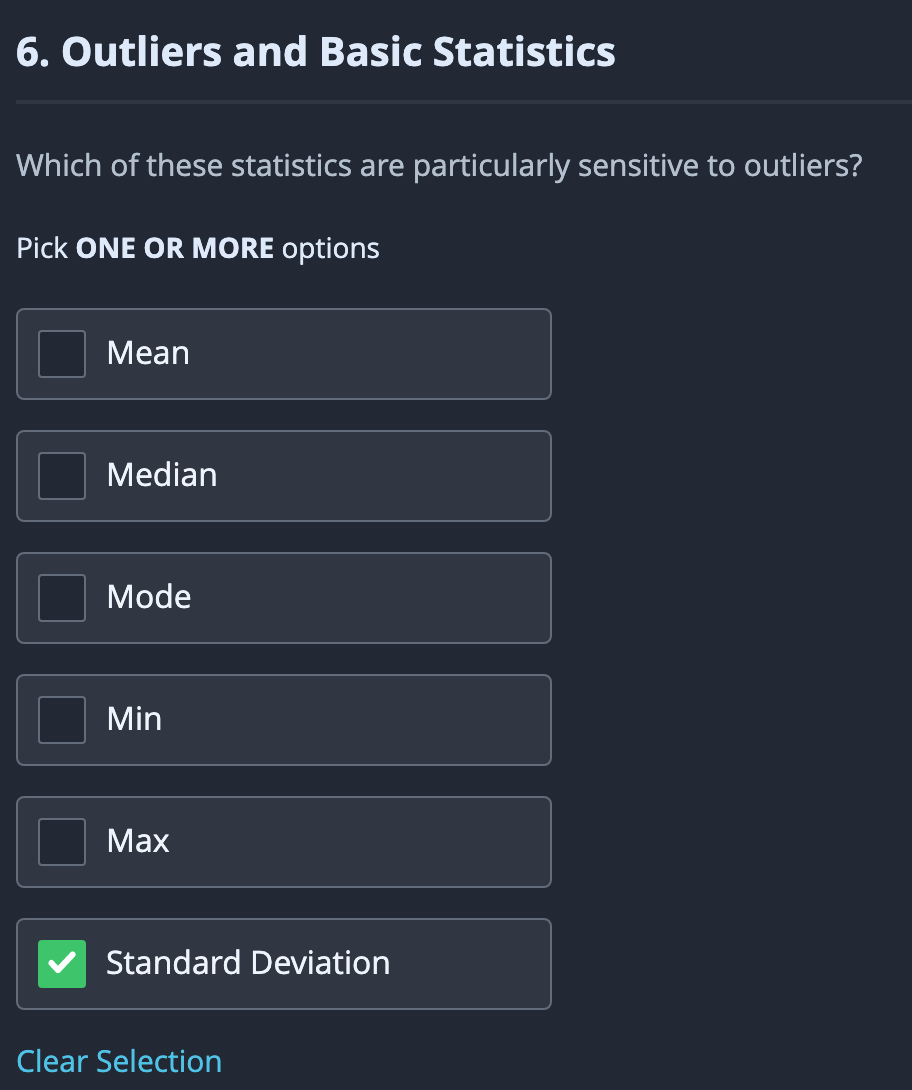 6. Outliers and Basic Statistics
Which of these statistics are particularly sensitive to outliers?
Pick ONE OR MORE options
Mean
Median
Mode
Min
Max
Standard Deviation
Clear Selection